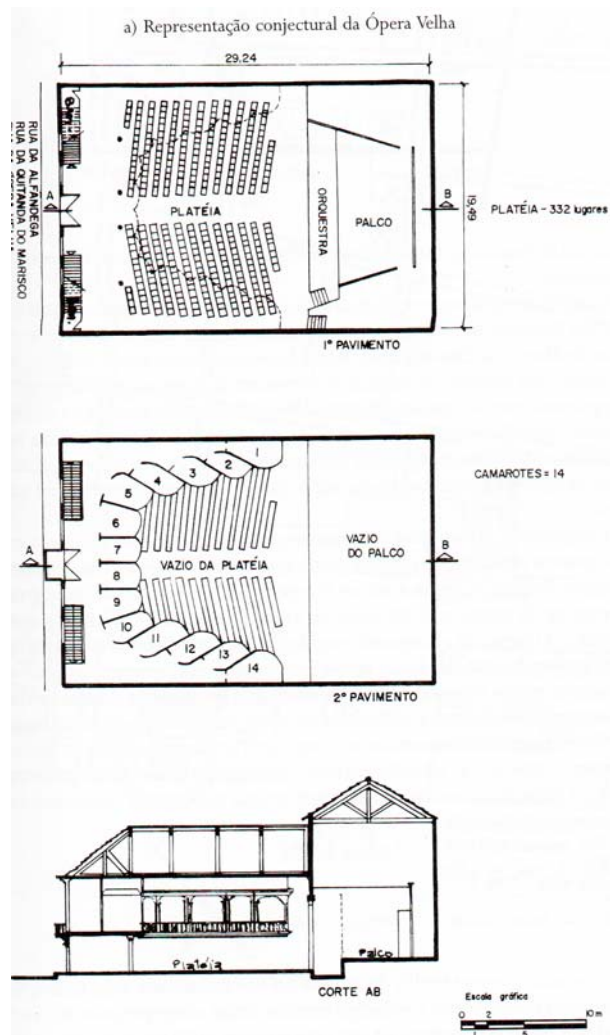 a) Representação conjectural da Ópera Velha
29,24
RUA DA ALFANDEGA
RUA DA QUITANDA DO MARISCO
A
PLATÉIA
ORQUESTRA
PALCO
B
19,49
PLATÉIA - 332 lugares
1º PAVIMENTO
1
2
3
4
5
6
7
8
9
10
11
12
13
14
CAMAROTES = 14
A
VAZIO DA PLATÉIA
VAZIO
DO PALCO
B
2º PAVIMENTO
Platéia
Palco
CORTE AB
Escala gráfica
0 2 10m
1 5